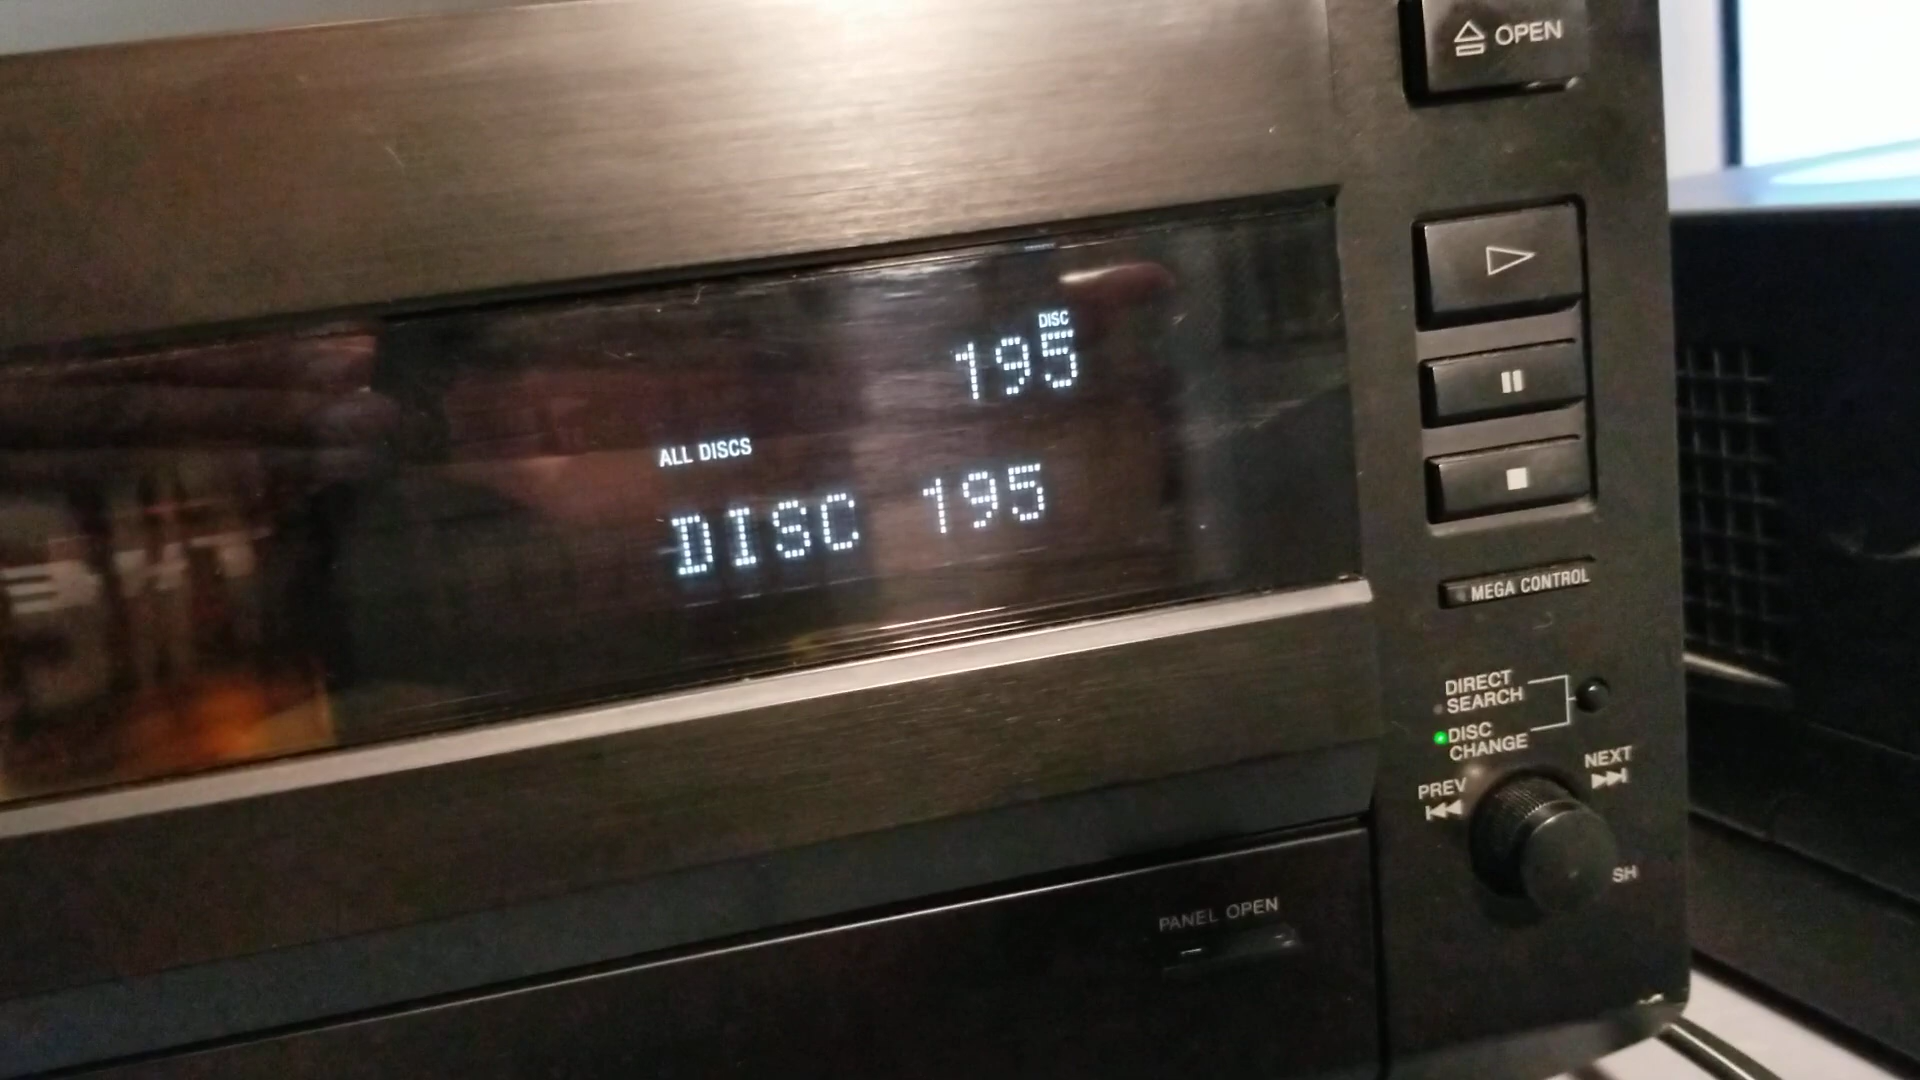 OPEN
DISC
195
ALL DISCS
DISC 195
MEGA CONTROL
DIRECT
SEARCH
DISC
CHANGE
PREV
NEXT
SH
PANEL OPEN